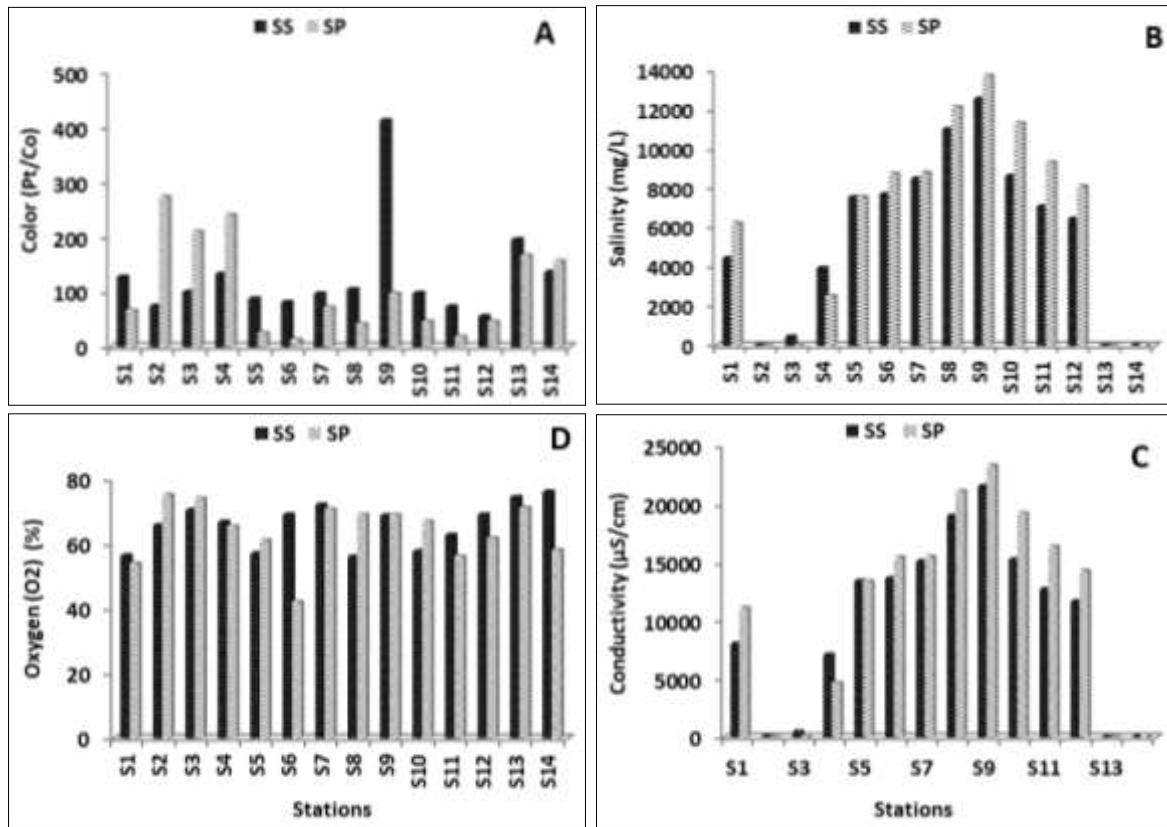 SS SP
A
Color (Pt/Co)
500
400
300
200
100
0
S1 S2 S3 S4 S5 S6 S7 S8 S9 S10 S11 S12 S13 S14
SS SP
B
Salinity (mg/L)
14000
12000
10000
8000
6000
4000
2000
0
S1 S2 S3 S4 S5 S6 S7 S8 S9 S10 S11 S12 S13 S14
SS SP
D
Oxygen (O2) (%)
80
60
40
20
0
S1 S2 S3 S4 S5 S6 S7 S8 S9 S10 S11 S12 S13 S14
Stations
SS SP
C
Conductivity (µS/cm)
25000
20000
15000
10000
5000
0
S1 S3 S5 S7 S9 S11 S13
Stations